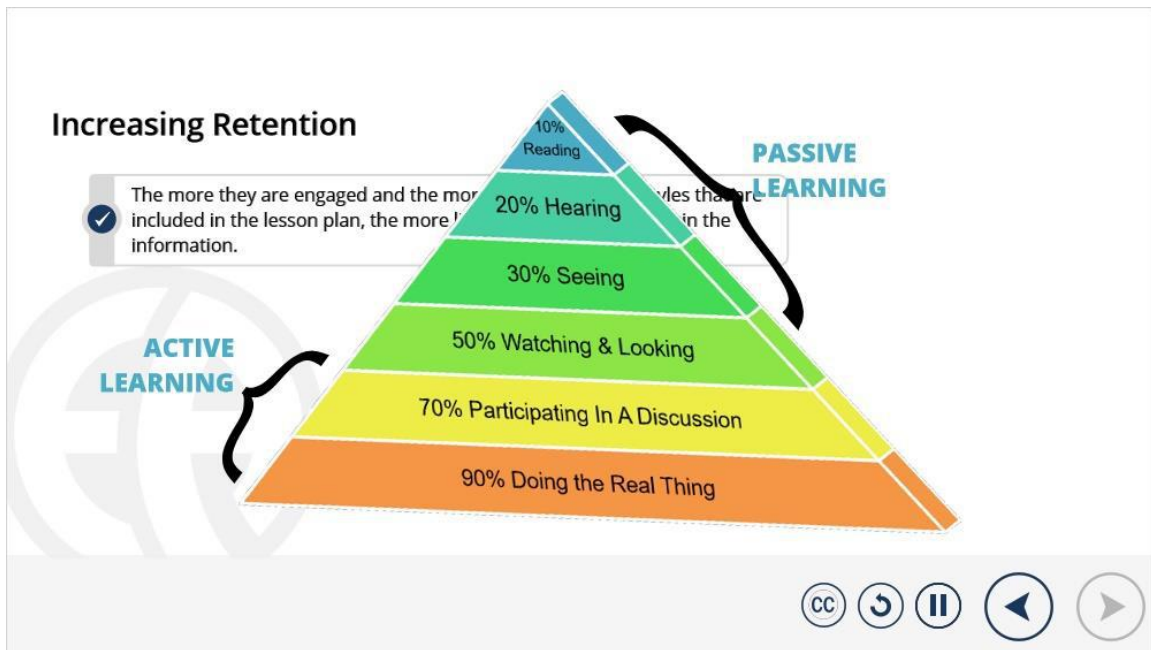 Increasing Retention
The more they are engaged and the more
included in the lesson plan, the more in the
information.
10%
Reading
20% Hearing
30% Seeing
50% Watching & Looking
70% Participating In A Discussion
90% Doing the Real Thing
PASSIVE
LEARNING
ACTIVE
LEARNING
CC